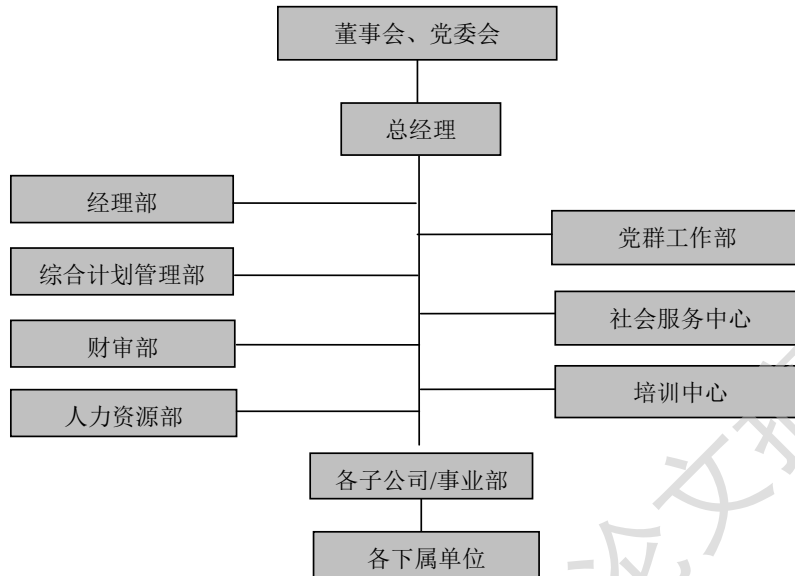 董事会、党委会
总经理
经理部
党群工作部
综合计划管理部
社会服务中心
财审部
培训中心
人力资源部
各子公司/事业部
各下属单位
论文